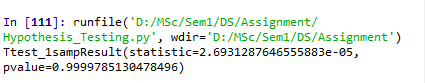 In [111]: runfile('D:/MSc/Sem1/DS/Assignment/
Hypothesis_Testing.py', wdir='D:/MSc/Sem1/DS/Assignment')
Ttest_1sampResult(statistic=2.6931287646555883e-05,
pvalue=0.9999785130478496)